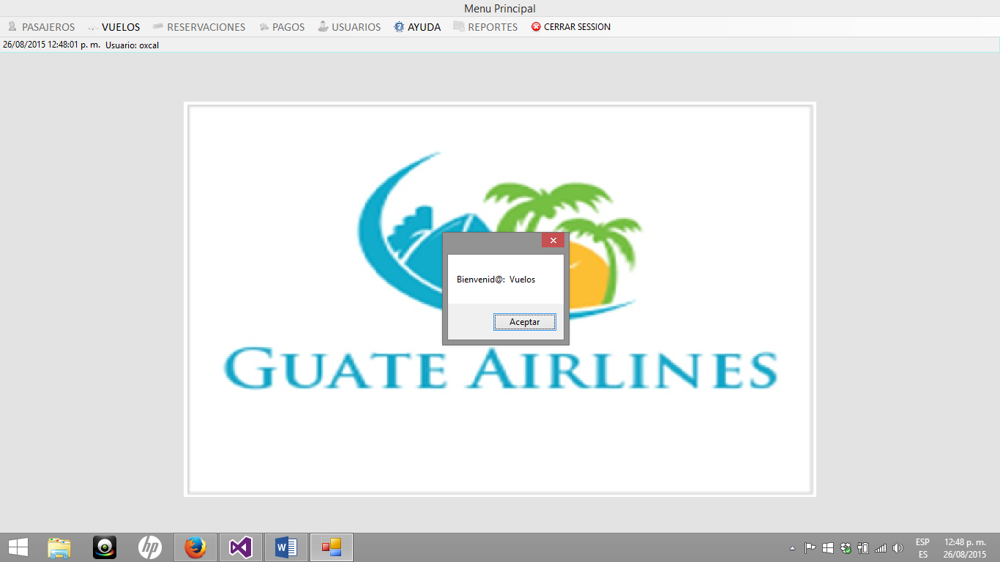 Menu Principal
PASAJEROS VUELOS RESERVACIONES PAGOS USUARIOS AYUDA REPORTES CERRAR SESSION
26/08/2015 12:48:01 p. m. Usuario: oxcal
Bienvenid@: Vuelos
Aceptar
GUATE AIRLINES
hp
ESP 12:48 p. m.
ES 26/08/2015